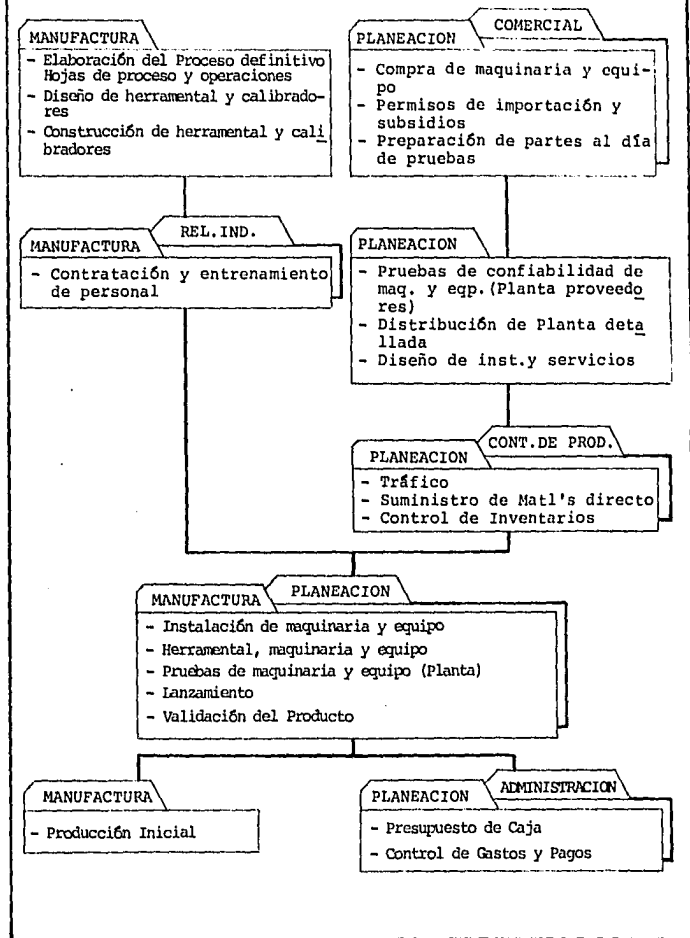 MANUFACTURA
- Elaboración del Proceso definitivo
Hojas de proceso y operaciones
- Diseño de herramental y calibrado-
res
- Construcción de herramental y cali
bradores
COMERCIAL
PLANEACION
- Compra de maquinaria y equi-
po
- Permisos de importación y
subsidios
- Preparación de partes al día
de pruebas
REL.IND.
MANUFACTURA
- Contratación y entrenamiento
de personal
PLANEACION
- Pruebas de confiabilidad de
maq. y eqp.(Planta proveedo
res)
- Distribución de Planta deta
llada
- Diseño de inst.y servicios
CONT.DE PROD.
PLANEACION
- Tráfico
- Suministro de Matl's directo
- Control de Inventarios
PLANEACION
MANUFACTURA
- Instalación de maquinaria y equipo
- Herramental, maquinaria y equipo
- Pruebas de maquinaria y equipo (Planta)
- Lanzamiento
- Validación del Producto
MANUFACTURA
- Producción Inicial
ADMINISTRACION
PLANEACION
- Presupuesto de Caja
- Control de Gastos y Pagos